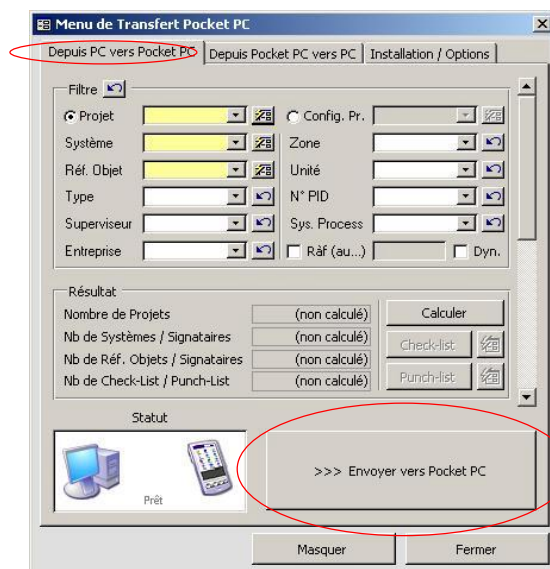 Menu de Transfert Pocket PC
Depuis PC vers Pocket PC Depuis Pocket PC vers PC Installation / Options
Filtre
Projet Config. Pr.
Système Zone
Réf. Objet Unité
Type N° PID
Superviseur Sys. Process
Entreprise Ràf (au...) Dyn.
Résultat
Nombre de Projets (non calculé) Calculer
Nb de Systèmes / Signataires (non calculé) Check-list
Nb de Réf. Objets / Signataires (non calculé)
Nb de Check-List / Punch-List (non calculé) Punch-list
Statut
>>> Envoyer vers Pocket PC
Prêt
Masquer Fermer